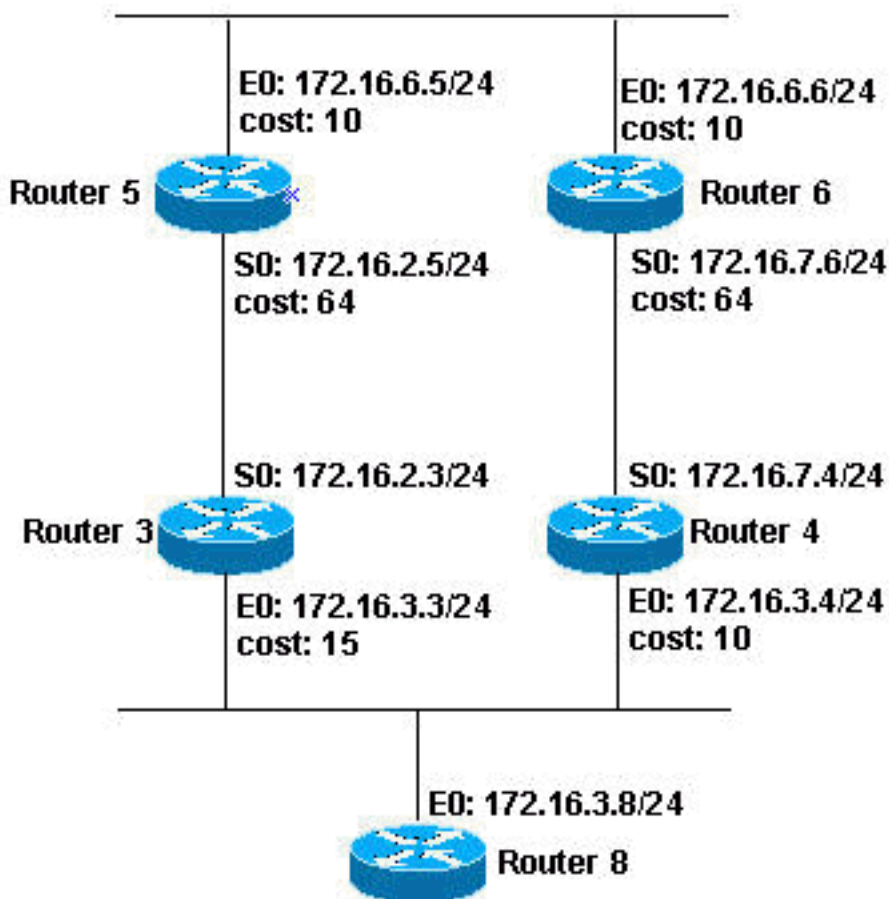 E0: 172.16.6.5/24
cost: 10
E0: 172.16.6.6/24
cost: 10
Router 5
Router 6
S0: 172.16.2.5/24
cost: 64
S0: 172.16.7.6/24
cost: 64
S0: 172.16.2.3/24
S0: 172.16.7.4/24
Router 3
Router 4
E0: 172.16.3.3/24
cost: 15
E0: 172.16.3.4/24
cost: 10
E0: 172.16.3.8/24
Router 8